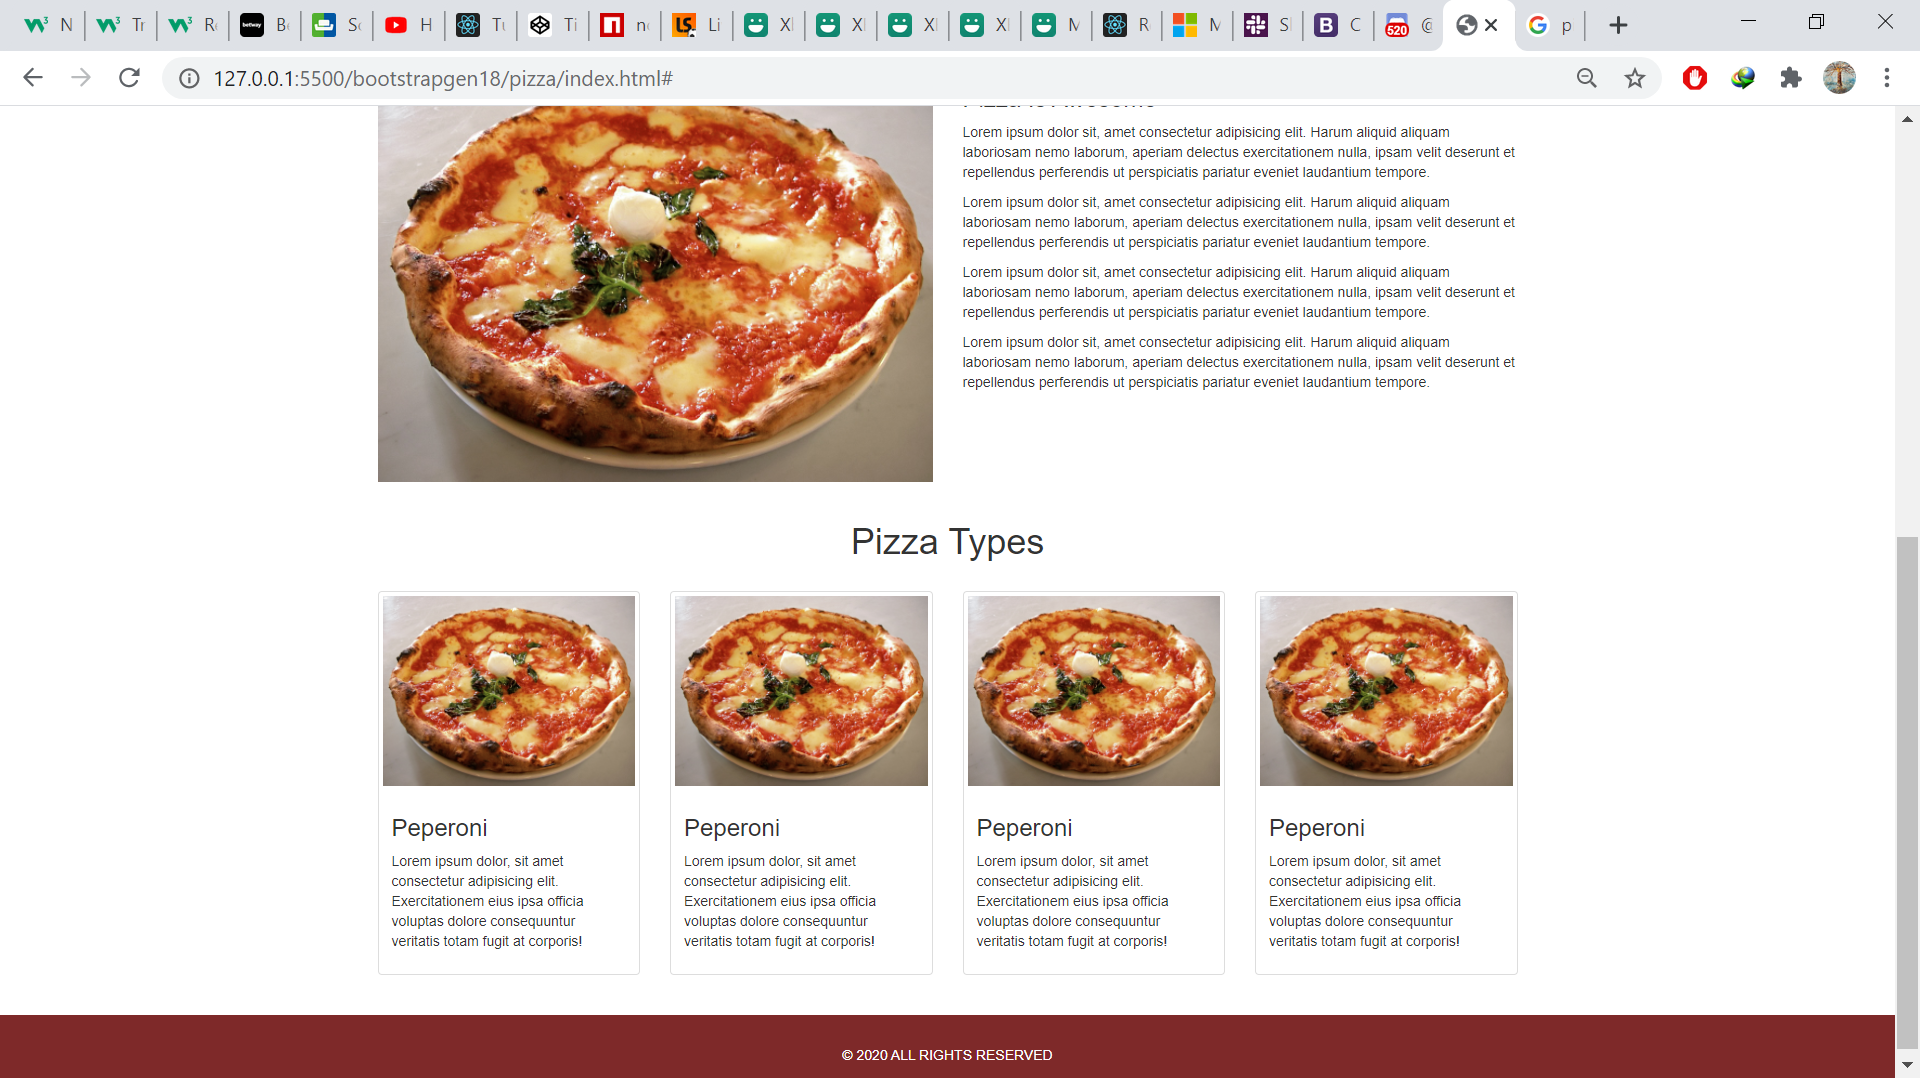 N
Tr
Re
betway
Be
Sc
H
Tu
Ti
n
LS
Li
M
R
M
Sl
B
C
520
@
p
127.0.0.1:5500/bootstrapgen18/pizza/index.html#
Lorem ipsum dolor sit, amet consectetur adipisicing elit. Harum aliquid aliquam
laboriosam nemo laborum, aperiam delectus exercitationem nulla, ipsam velit deserunt et
repellendus perferendis ut perspiciatis pariatur eveniet laudantium tempore.
Lorem ipsum dolor sit, amet consectetur adipisicing elit. Harum aliquid aliquam
laboriosam nemo laborum, aperiam delectus exercitationem nulla, ipsam velit deserunt et
repellendus perferendis ut perspiciatis pariatur eveniet laudantium tempore.
Lorem ipsum dolor sit, amet consectetur adipisicing elit. Harum aliquid aliquam
laboriosam nemo laborum, aperiam delectus exercitationem nulla, ipsam velit deserunt et
repellendus perferendis ut perspiciatis pariatur eveniet laudantium tempore.
Lorem ipsum dolor sit, amet consectetur adipisicing elit. Harum aliquid aliquam
laboriosam nemo laborum, aperiam delectus exercitationem nulla, ipsam velit deserunt et
repellendus perferendis ut perspiciatis pariatur eveniet laudantium tempore.
Pizza Types
Peperoni
Lorem ipsum dolor, sit amet
consectetur adipisicing elit.
Exercitationem eius ipsa officia
voluptas dolore consequuntur
veritatis totam fugit at corporis!
Peperoni
Lorem ipsum dolor, sit amet
consectetur adipisicing elit.
Exercitationem eius ipsa officia
voluptas dolore consequuntur
veritatis totam fugit at corporis!
Peperoni
Lorem ipsum dolor, sit amet
consectetur adipisicing elit.
Exercitationem eius ipsa officia
voluptas dolore consequuntur
veritatis totam fugit at corporis!
Peperoni
Lorem ipsum dolor, sit amet
consectetur adipisicing elit.
Exercitationem eius ipsa officia
voluptas dolore consequuntur
veritatis totam fugit at corporis!
© 2020 ALL RIGHTS RESERVED